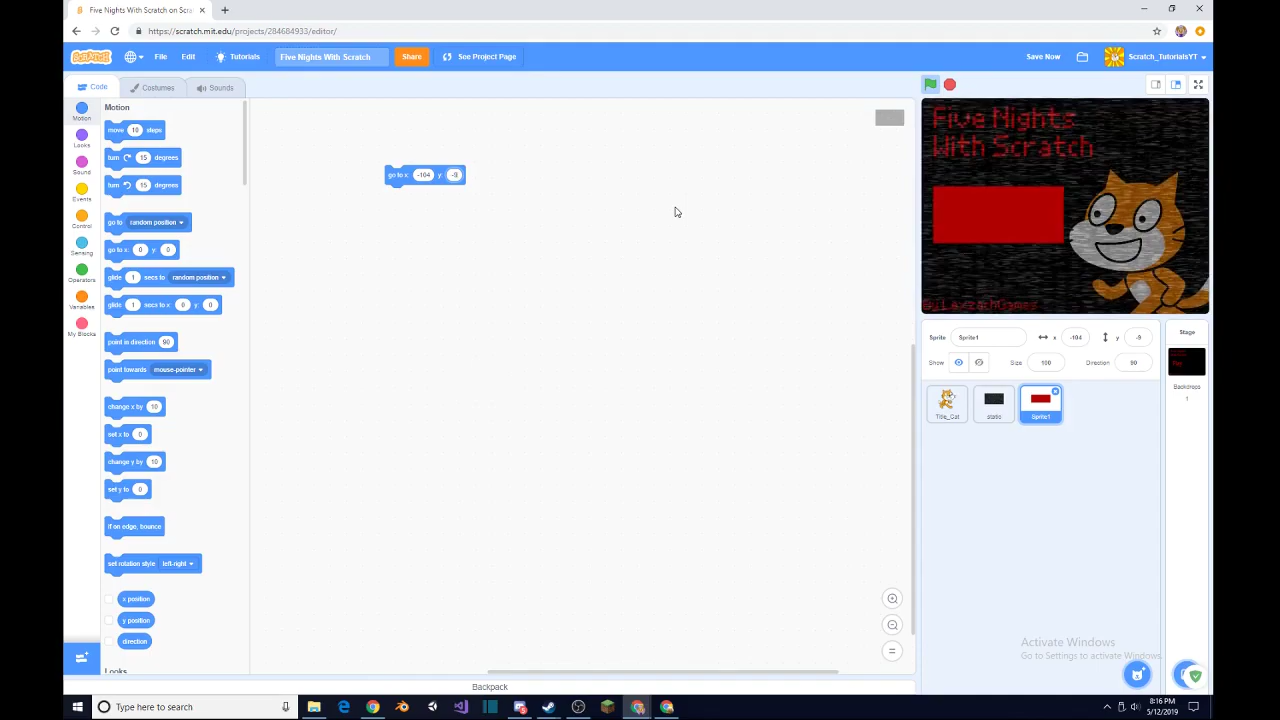 Five Nights With Scratch on Scra
https://scratch.mit.edu/projects/284684933/editor/
SCRATCH File Edit Tutorials Five Nights With Scratch Share See Project Page Save Now Scratch_TutorialsYT
Code Costumes Sounds
Motion
Looks
Sound
Events
Control
Sensing
Operators
Variables
My Blocks
Motion
move 10 steps
turn 15 degrees
turn 15 degrees
go to random position
go to x: 0 y: 0
glide 1 secs to random position
glide 1 secs to x: 0 y: 0
point in direction 90
point towards mouse-pointer
change x by 10
set x to 0
change y by 10
set y to 0
if on edge, bounce
set rotation style left-right
x position
y position
direction
Looks
go to x: -104 y: -9
Five Nights
With Scratch
Sprite Sprite1 x -104 y -9
Show Size 100 Direction 90
Title_Cat static Sprite1
Stage
Backdrops
1
Activate Windows
Go to Settings to activate Windows.
Backpack
Type here to search
8:16 PM
5/12/2019